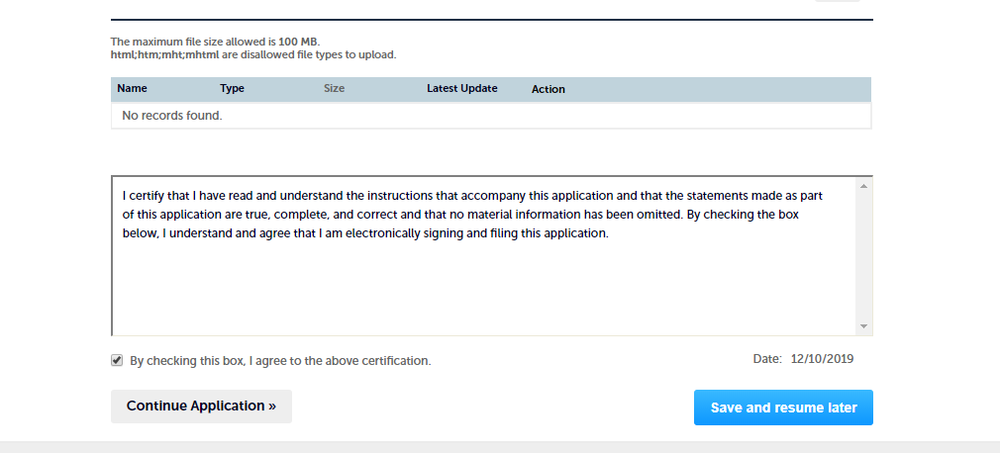 The maximum file size allowed is 100 MB.
html;htm;mht;mhtml are disallowed file types to upload.
Name Type Size Latest Update Action
No records found.
I certify that I have read and understand the instructions that accompany this application and that the statements made as part
of this application are true, complete, and correct and that no material information has been omitted. By checking the box
below, I understand and agree that I am electronically signing and filing this application.
By checking this box, I agree to the above certification. Date: 12/10/2019
Continue Application » Save and resume later